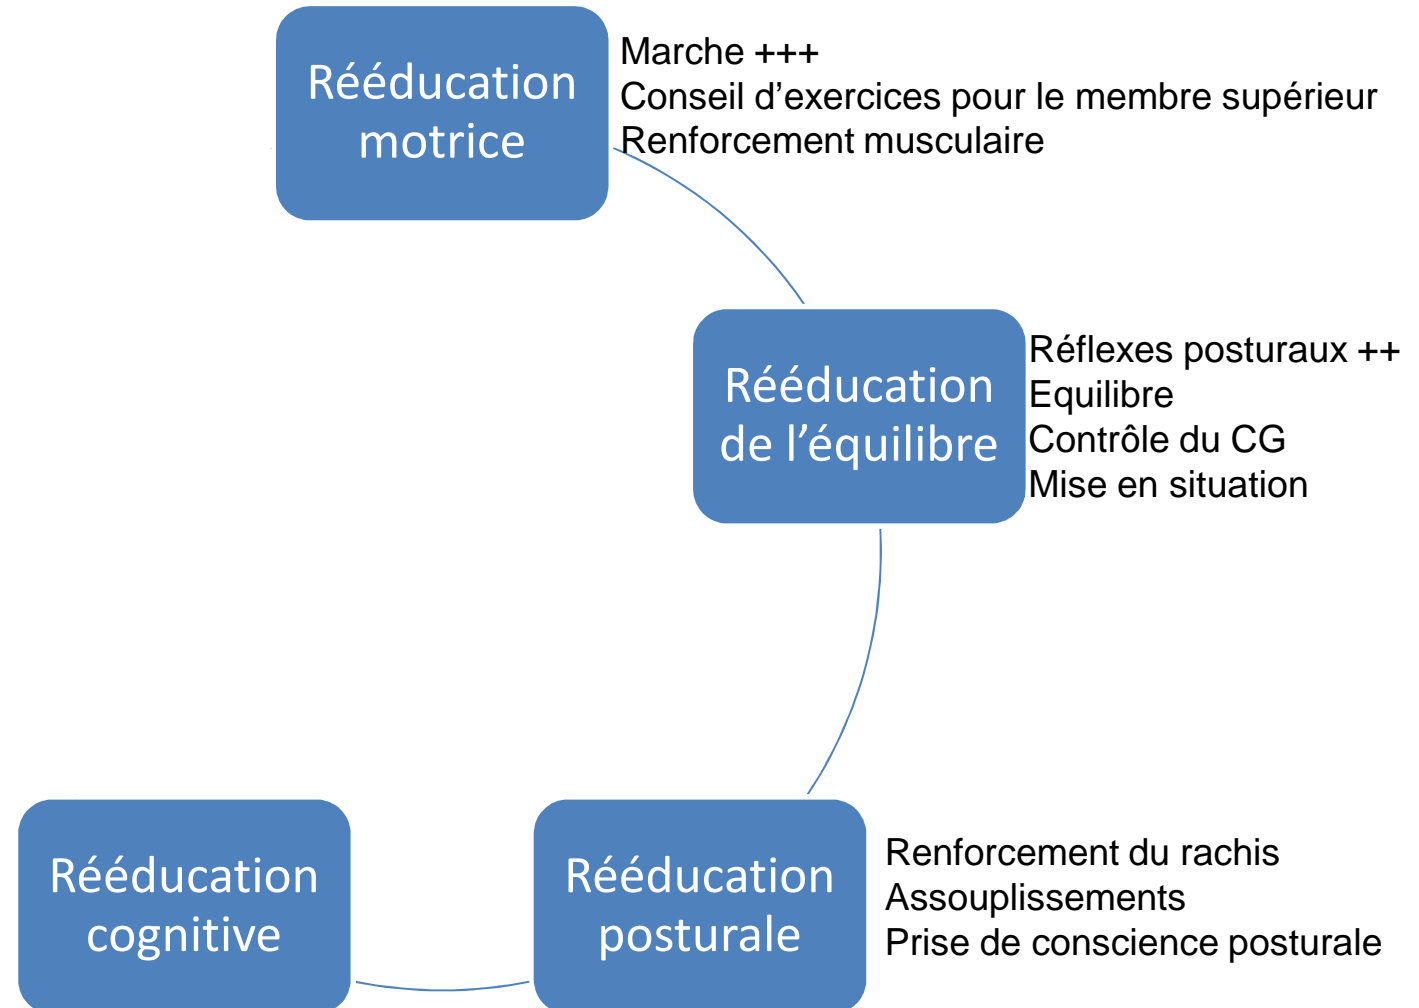 Rééducation
motrice
Marche +++
Conseil d’exercices pour le membre supérieur
Renforcement musculaire
Rééducation
de l’équilibre
Réflexes posturaux ++
Equilibre
Contrôle du CG
Mise en situation
Rééducation
posturale
Renforcement du rachis
Assouplissements
Prise de conscience posturale
Rééducation
cognitive